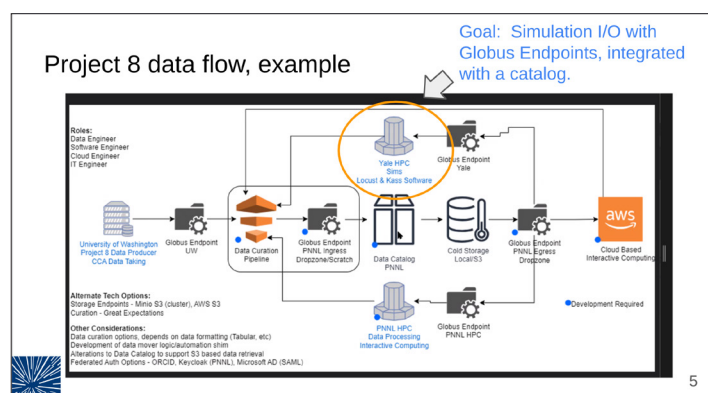 Goal: Simulation I/O with
Globus Endpoints, integrated
with a catalog.
Project 8 data flow, example
Roles:
Data Engineer
Software Engineer
Cloud Engineer
IT Engineer
Yale HPC
Sims
Locust & Kass Software
Globus Endpoint
Yale
University of Washington
Project 8 Data Producer
CCA Data Taking
Globus Endpoint
UW
Data Curation
Pipeline
Globus Endpoint
PNNL Ingress
Dropzone/Scratch
Data Catalog
PNNL
Cold Storage
Local/S3
Globus Endpoint
PNNL Egress
Dropzone
aws
Cloud Based
Interactive Computing
PNNL HPC
Data Processing
Interactive Computing
Globus Endpoint
PNNL HPC
Development Required
Alternate Tech Options:
Storage Endpoints - Minio S3 (cluster), AWS S3
Curation - Great Expectations
Other Considerations:
Data curation options, depends on data formatting (Tabular, etc)
Development of data mover logic/automation shim
Alterations to Data Catalog to support S3 based data retrieval
Federated Auth Options - ORCID, Keycloak (PNNL), Microsoft AD (SAML)
5